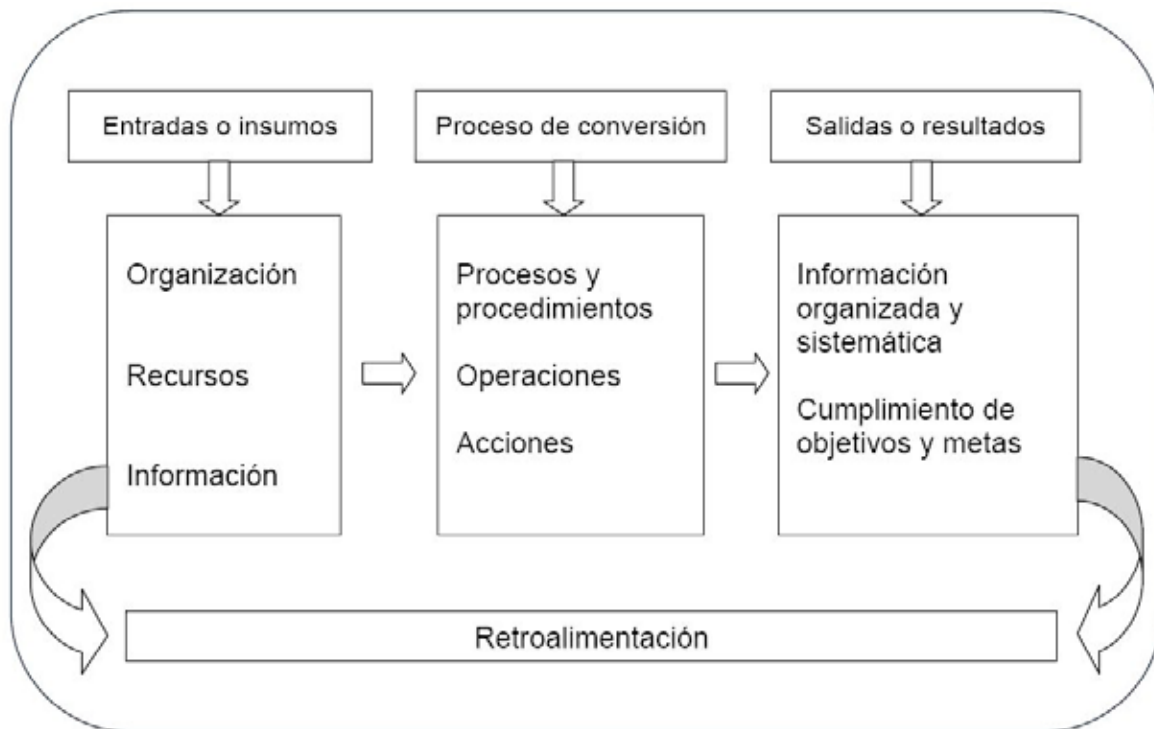 Entradas o insumos
Proceso de conversión
Salidas o resultados
Organización
Recursos
Información
Procesos y
procedimientos
Operaciones
Acciones
Información
organizada y
sistemática
Cumplimiento de
objetivos y metas
Retroalimentación